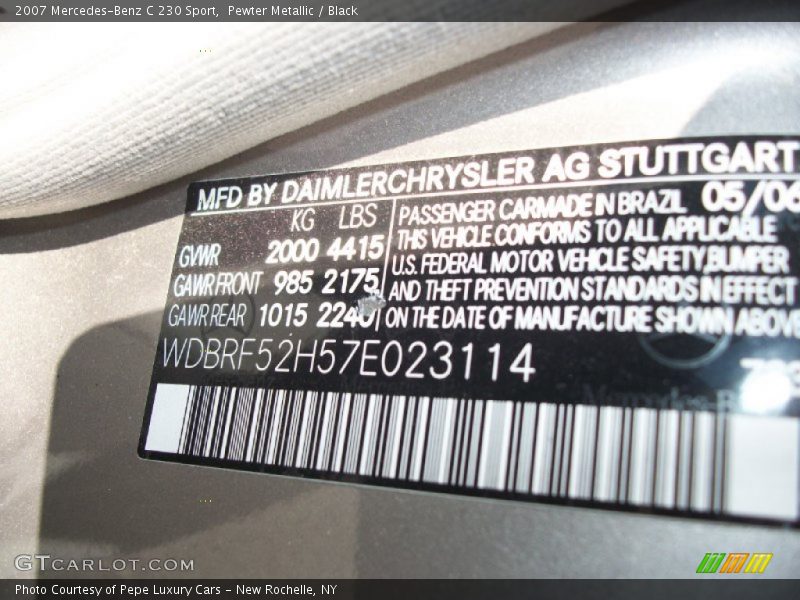 2007 Mercedes-Benz C 230 Sport, Pewter Metallic / Black
MFD BY DAIMLERCHRYSLER AG STUTTGART
KG LBS
GVWR 2000 4415
GAWR FRONT 985 2175
GAWR REAR 1015 2240
PASSENGER CAR MADE IN BRAZIL 05/06
THIS VEHICLE CONFORMS TO ALL APPLICABLE
U.S. FEDERAL MOTOR VEHICLE SAFETY, BUMPER
AND THEFT PREVENTION STANDARDS IN EFFECT
ON THE DATE OF MANUFACTURE SHOWN ABOVE
WDBRF52H57E023114
GTCARLOT.COM
Photo Courtesy of Pepe Luxury Cars - New Rochelle, NY